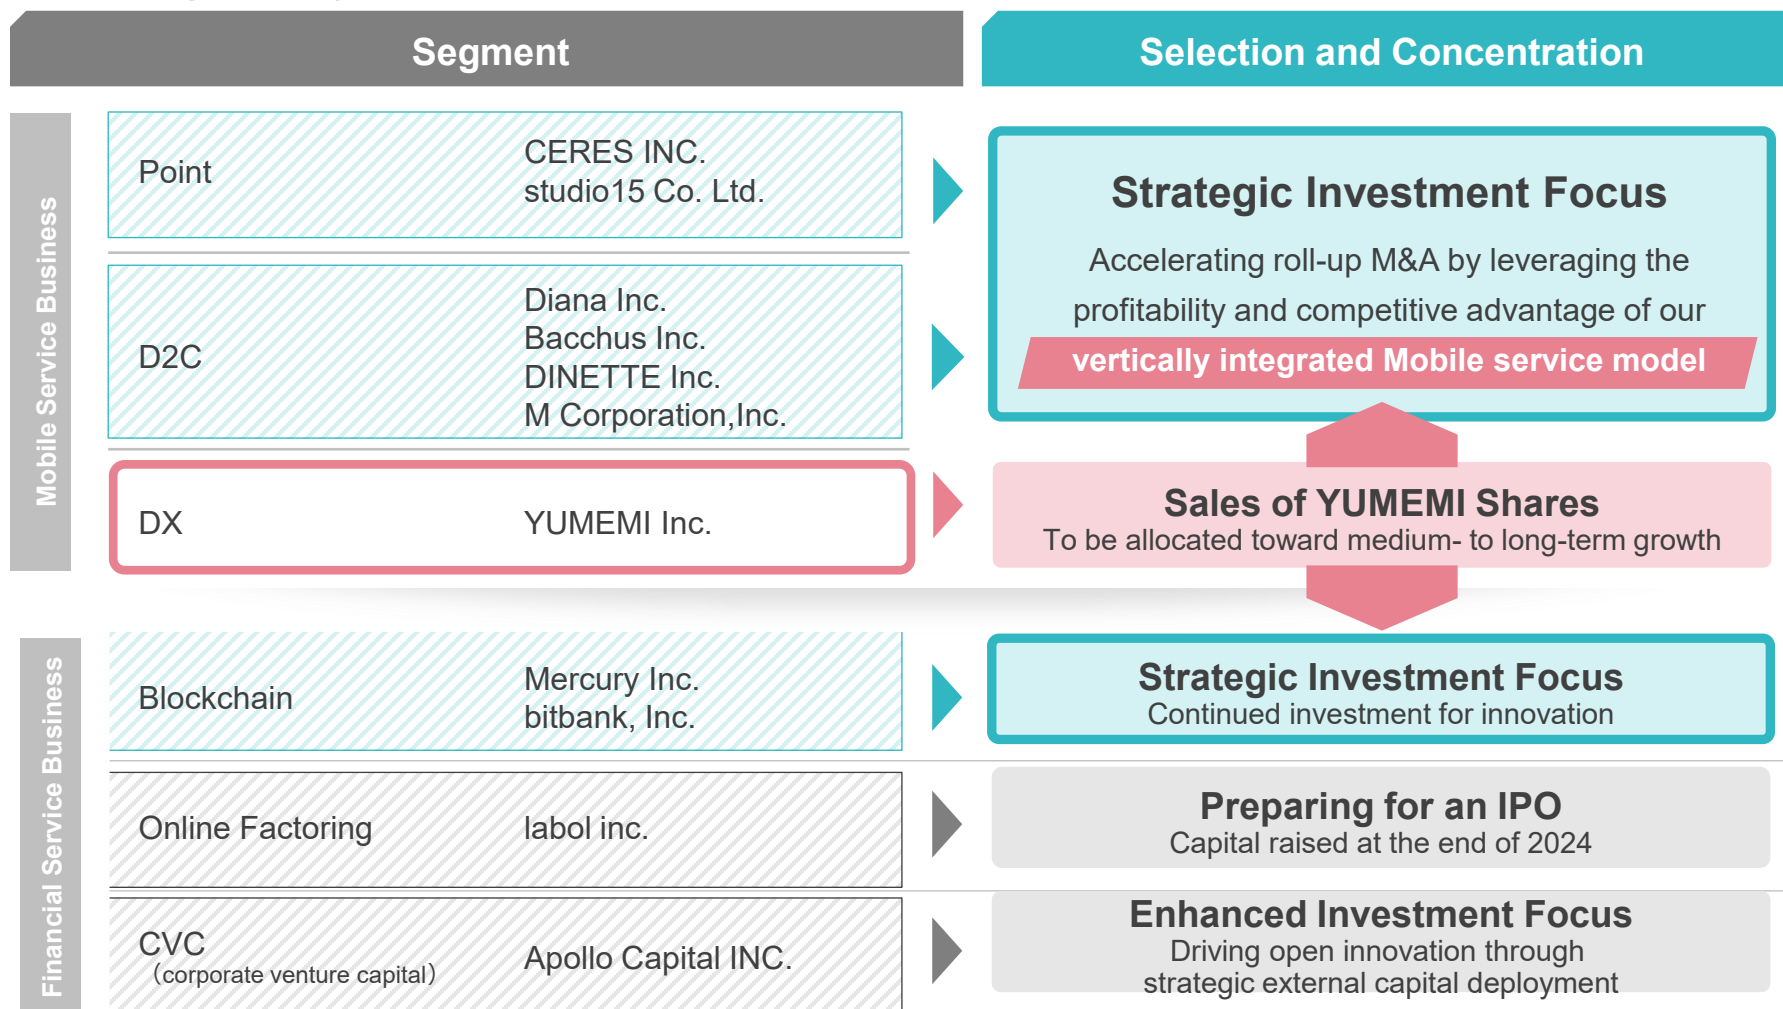 Segment
Selection and Concentration
Mobile Service Business
Point
CERES INC.
studio15 Co. Ltd.
Strategic Investment Focus
Accelerating roll-up M&A by leveraging the
profitability and competitive advantage of our
vertically integrated Mobile service model
D2C
Diana Inc.
Bacchus Inc.
DINETTE Inc.
M Corporation,Inc.
DX
YUMEMI Inc.
Sales of YUMEMI Shares
To be allocated toward medium- to long-term growth
Financial Service Business
Blockchain
Mercury Inc.
bitbank, Inc.
Strategic Investment Focus
Continued investment for innovation
Online Factoring
labol inc.
Preparing for an IPO
Capital raised at the end of 2024
CVC
（corporate venture capital）
Apollo Capital INC.
Enhanced Investment Focus
Driving open innovation through
strategic external capital deployment